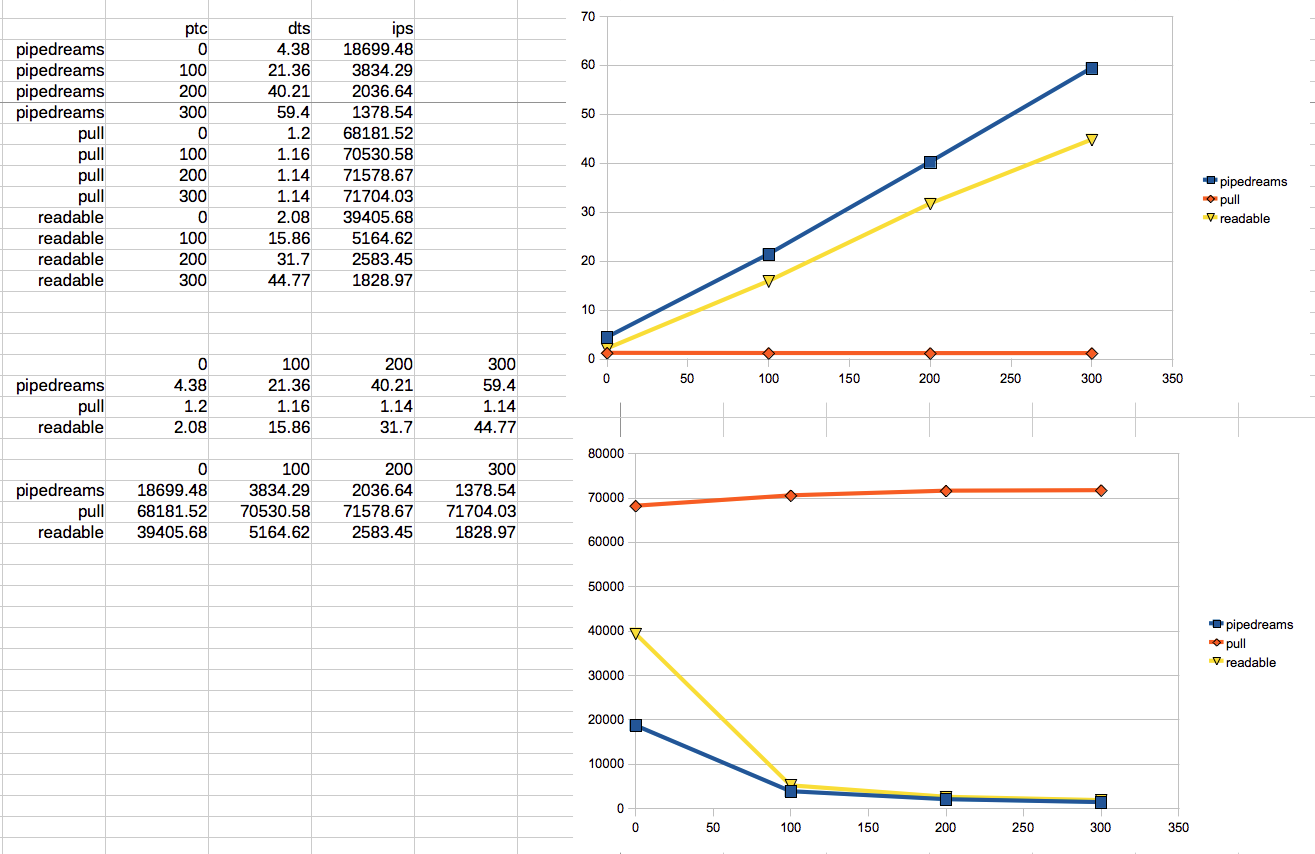 ptc dts ips
pipedreams 0 4.38 18699.48
pipedreams 100 21.36 3834.29
pipedreams 200 40.21 2036.64
pipedreams 300 59.4 1378.54
pull 0 1.2 68181.52
pull 100 1.16 70530.58
pull 200 1.14 71578.67
pull 300 1.14 71704.03
readable 0 2.08 39405.68
readable 100 15.86 5164.62
readable 200 31.7 2583.45
readable 300 44.77 1828.97
0 100 200 300
pipedreams 4.38 21.36 40.21 59.4
pull 1.2 1.16 1.14 1.14
readable 2.08 15.86 31.7 44.77
0 100 200 300
pipedreams 18699.48 3834.29 2036.64 1378.54
pull 68181.52 70530.58 71578.67 71704.03
readable 39405.68 5164.62 2583.45 1828.97
70
60
50
40
30
20
10
0
0 50 100 150 200 250 300 350
pipedreams
pull
readable
80000
70000
60000
50000
40000
30000
20000
10000
0
0 50 100 150 200 250 300 350
pipedreams
pull
readable